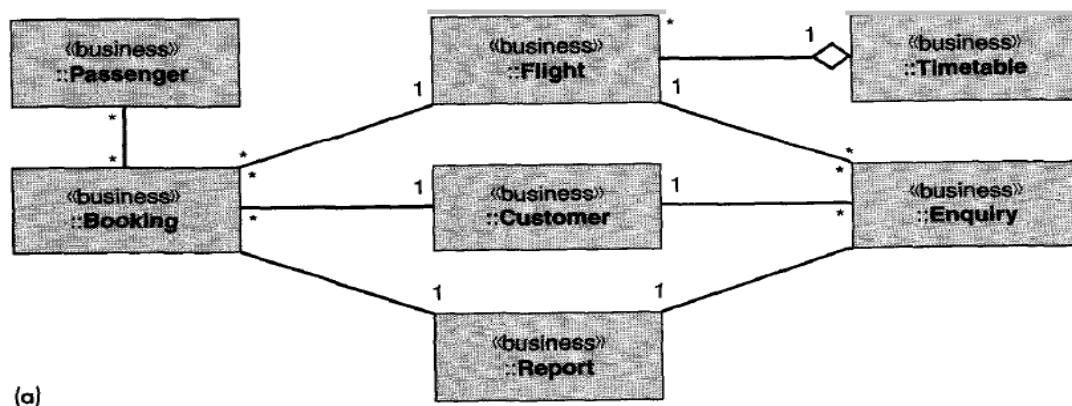 «business»
::Passenger
«business»
::Flight
«business»
::Timetable
*
1
1
1
*
*
*
*
*
*
«business»
::Booking
1
«business»
::Customer
1
«business»
::Enquiry
*
*
1
1
«business»
::Report
(a)